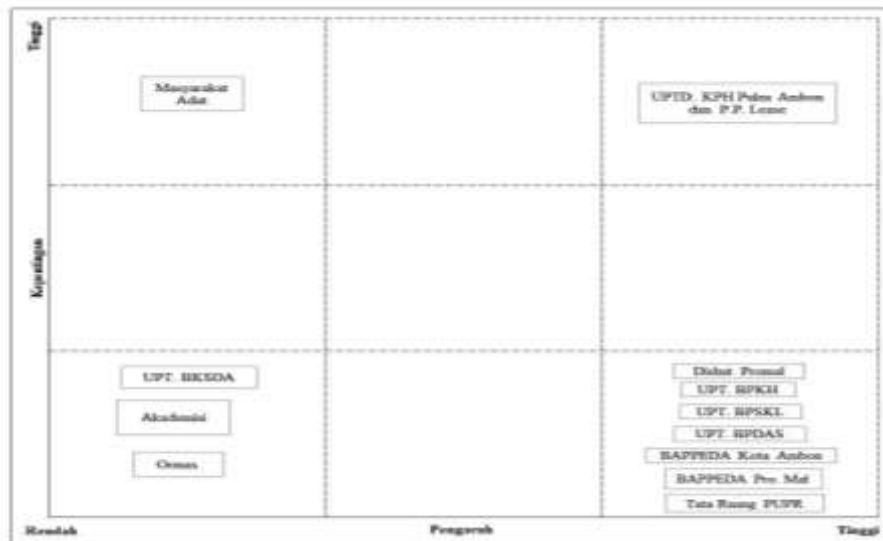 Tinggi
Masyarakat
Adat
UPTD. KPH Pulau Ambon
dan P.P. Lease
Kepentingan
UPT. BKSDA
Akademisi
Ormas
Dishut Promal
UPT. BPKH
UPT. BPSKL
UPT. BPDAS
BAPPEDA Kota Ambon
BAPPEDA Pro. Mal
Tata Ruang PUPR
Rendah
Pengaruh
Tinggi